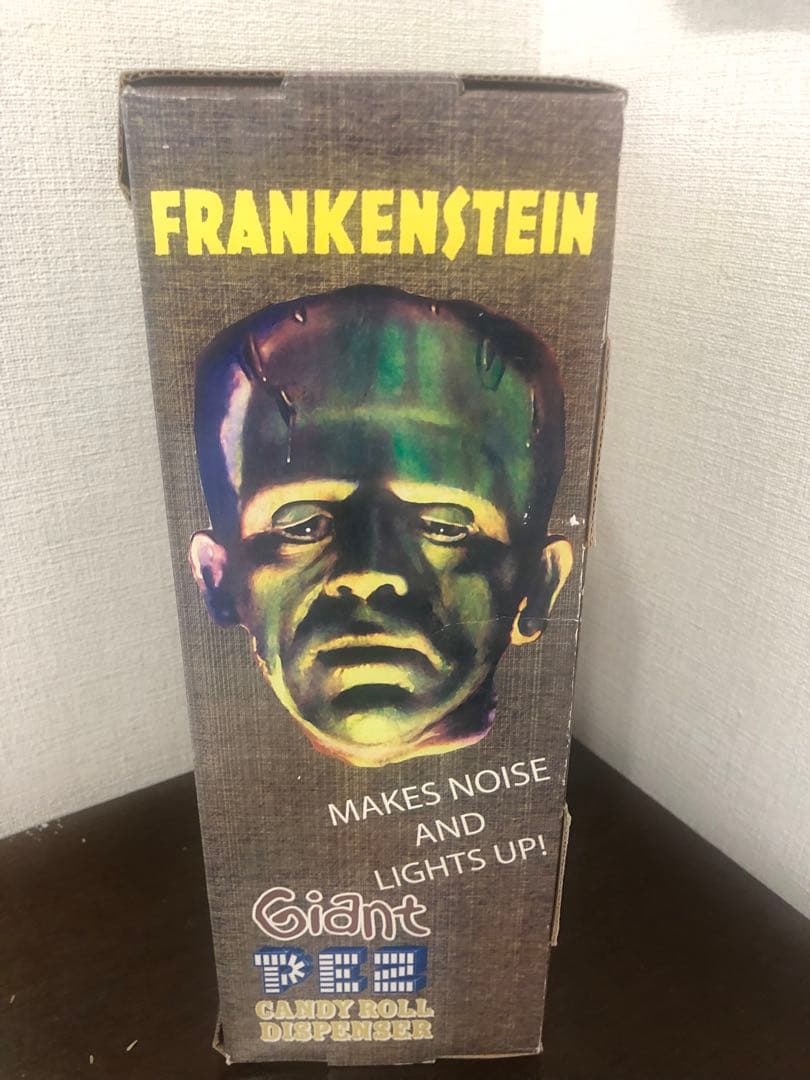 FRANKENSTEIN
MAKES NOISE
AND
LIGHTS UP!
Giant
PEZ
CANDY ROLL
DISPENSER